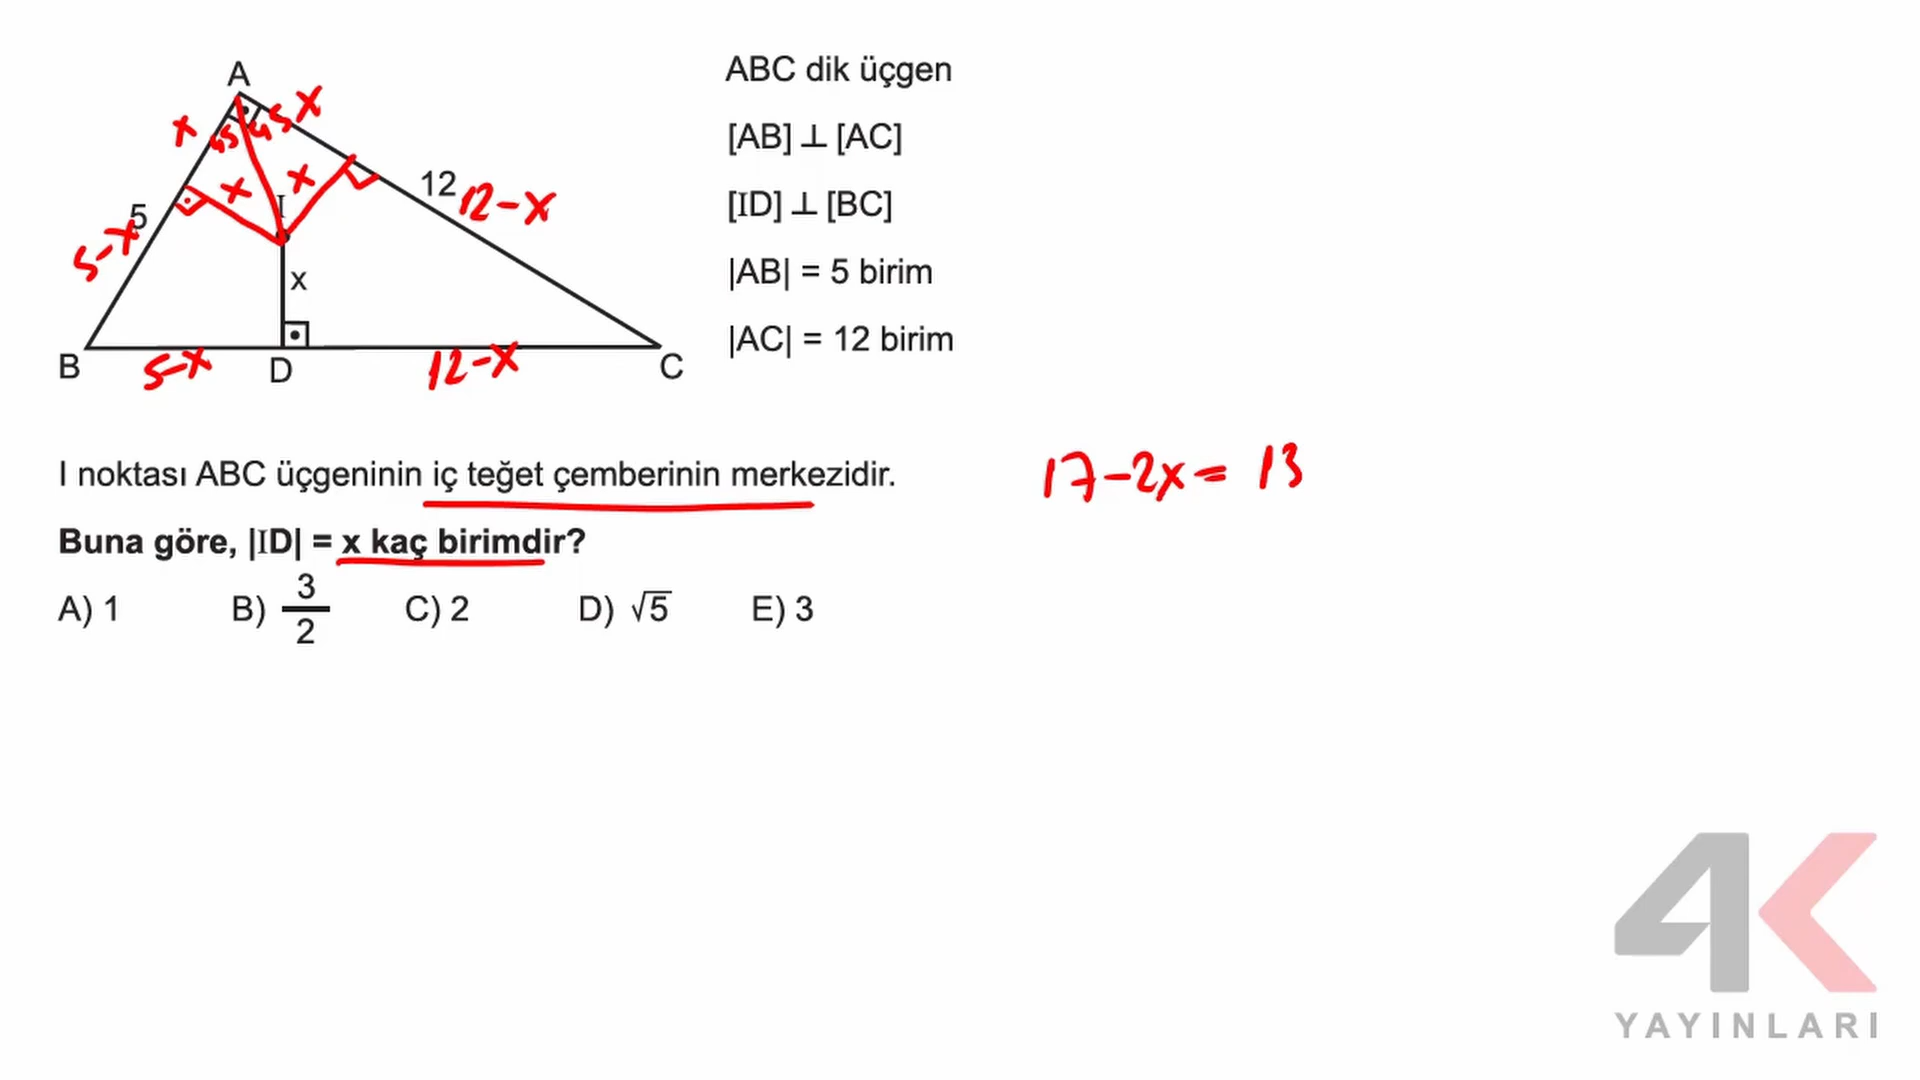 A
x
45
45
x
x
x
I
5
5-x
12
12-x
x
B
5-x
D
12-x
C
ABC dik üçgen
[AB] ⊥ [AC]
[ID] ⊥ [BC]
|AB| = 5 birim
|AC| = 12 birim
I noktası ABC üçgeninin iç teğet çemberinin merkezidir.
17-2x = 13
Buna göre, |ID| = x kaç birimdir?
A) 1 B) 3/2 C) 2 D) √5 E) 3
4K
YAYINLARI